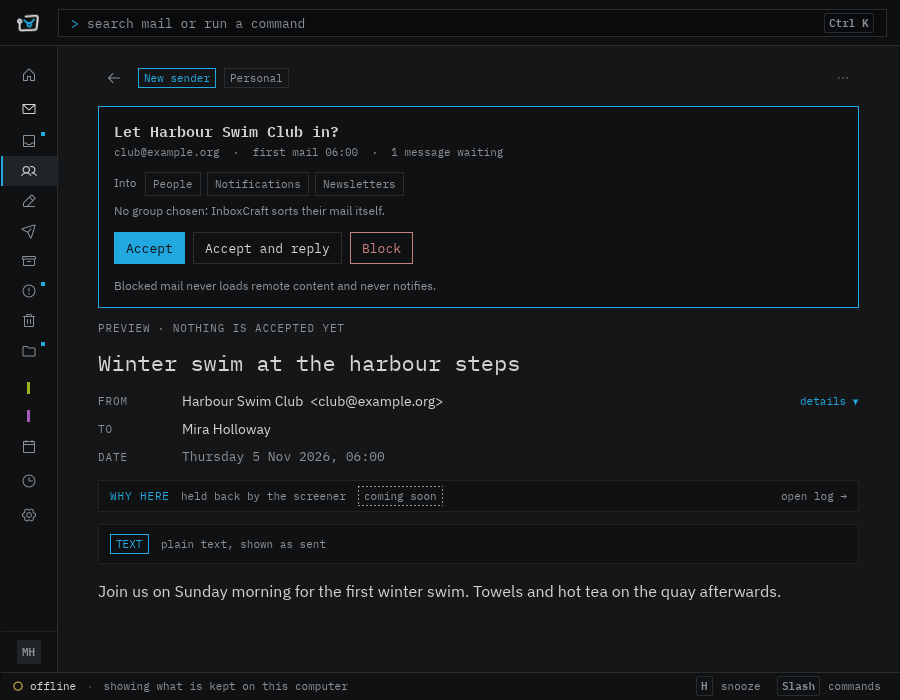 > search mail or run a command Ctrl K
New sender Personal ...
Let Harbour Swim Club in?
club@example.org · first mail 06:00 · 1 message waiting
Into People Notifications Newsletters
No group chosen: InboxCraft sorts their mail itself.
Accept Accept and reply Block
Blocked mail never loads remote content and never notifies.
PREVIEW · NOTHING IS ACCEPTED YET
Winter swim at the harbour steps
FROM Harbour Swim Club <club@example.org> details ▾
TO Mira Holloway
DATE Thursday 5 Nov 2026, 06:00
WHY HERE held back by the screener coming soon open log →
TEXT plain text, shown as sent
Join us on Sunday morning for the first winter swim. Towels and hot tea on the quay afterwards.
MH
offline · showing what is kept on this computer H snooze Slash commands